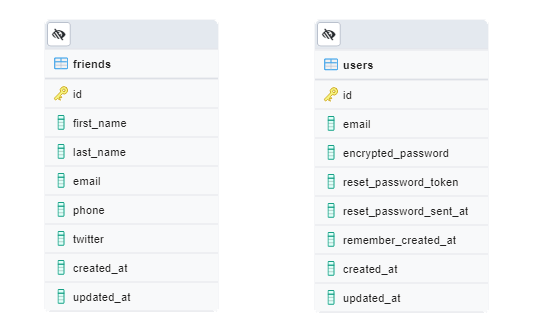 friends
id
first_name
last_name
email
phone
twitter
created_at
updated_at
users
id
email
encrypted_password
reset_password_token
reset_password_sent_at
remember_created_at
created_at
updated_at